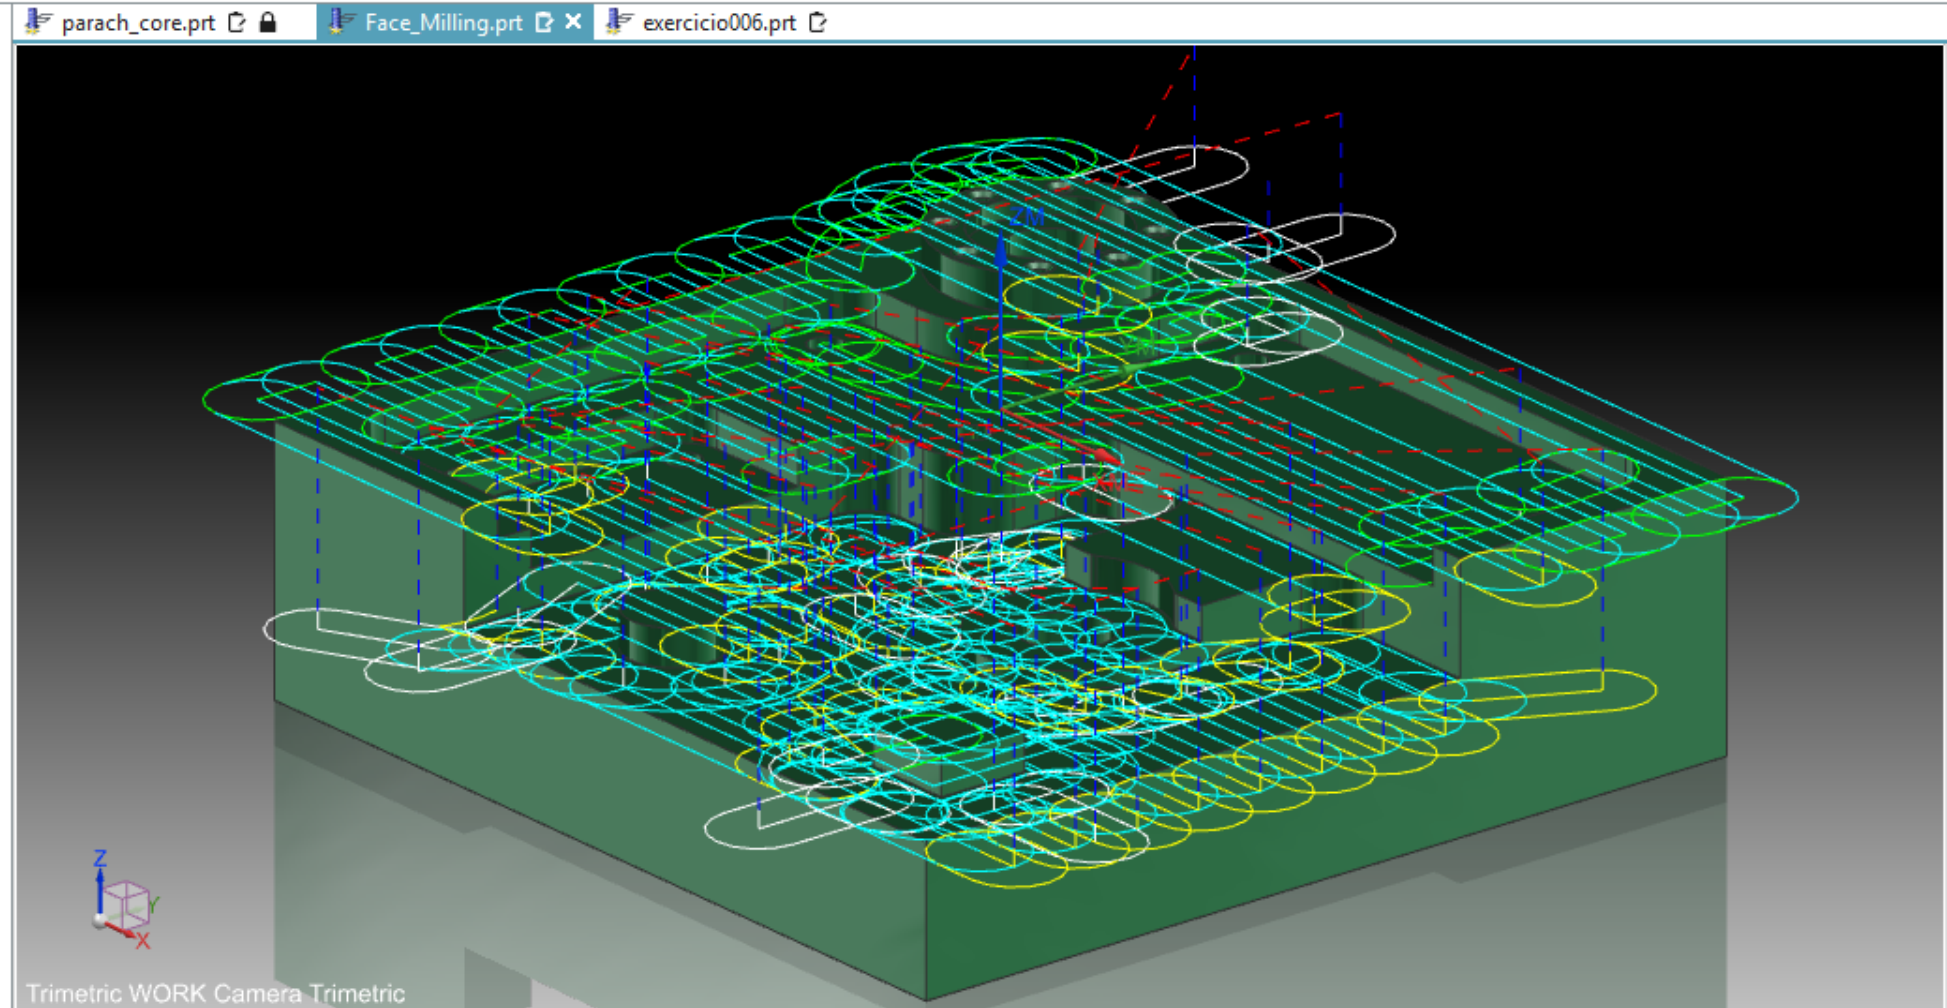 parach_core.prt
Face_Milling.prt
exercicio006.prt
ZM
Z
Y
X
Trimetric WORK Camera Trimetric